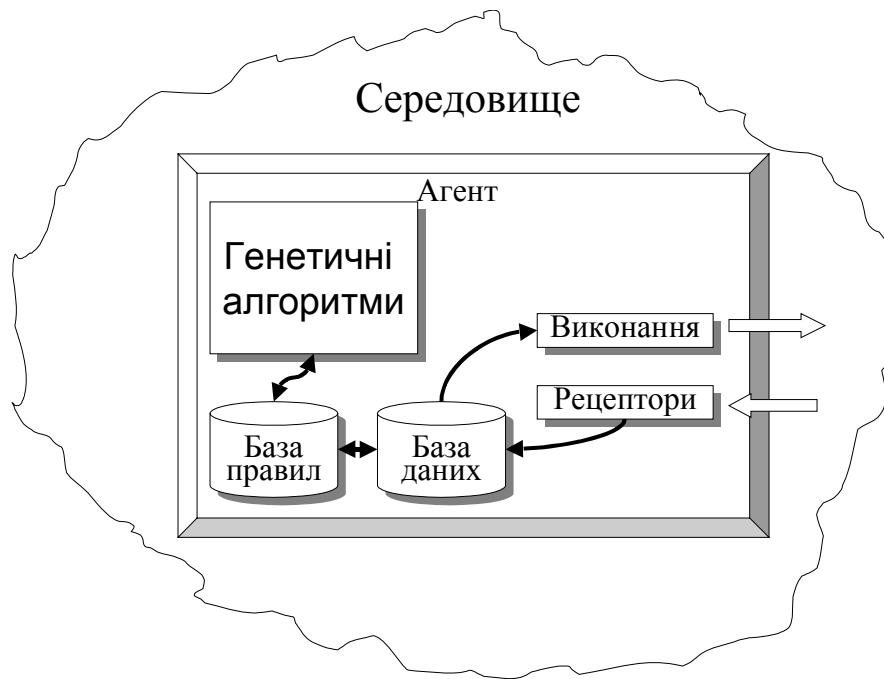 Середовище
Агент
Генетичні
алгоритми
Виконання
Рецептори
База
правил
База
даних